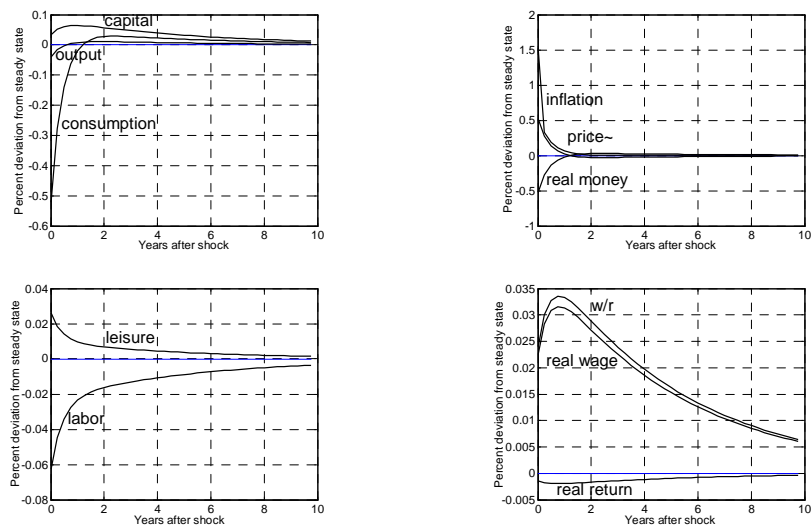 0.1
0
-0.1
-0.2
-0.3
-0.4
-0.5
-0.6
Percent deviation from steady state
capital
output
consumption
0 2 4 6 8 10
Years after shock
2
1.5
1
0.5
0
-0.5
-1
Percent deviation from steady state
inflation
price~
real money
0 2 4 6 8 10
Years after shock
0.04
0.02
0
-0.02
-0.04
-0.06
-0.08
Percent deviation from steady state
leisure
labor
0 2 4 6 8 10
Years after shock
0.035
0.03
0.025
0.02
0.015
0.01
0.005
0
-0.005
Percent deviation from steady state
w/r
real wage
real return
0 2 4 6 8 10
Years after shock